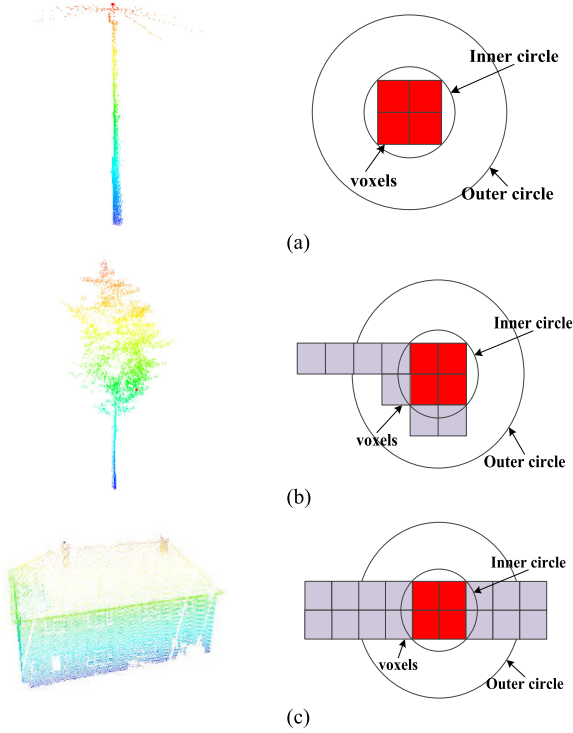 Inner circle
voxels
Outer circle
(a)
Inner circle
voxels
Outer circle
(b)
Inner circle
voxels
Outer circle
(c)